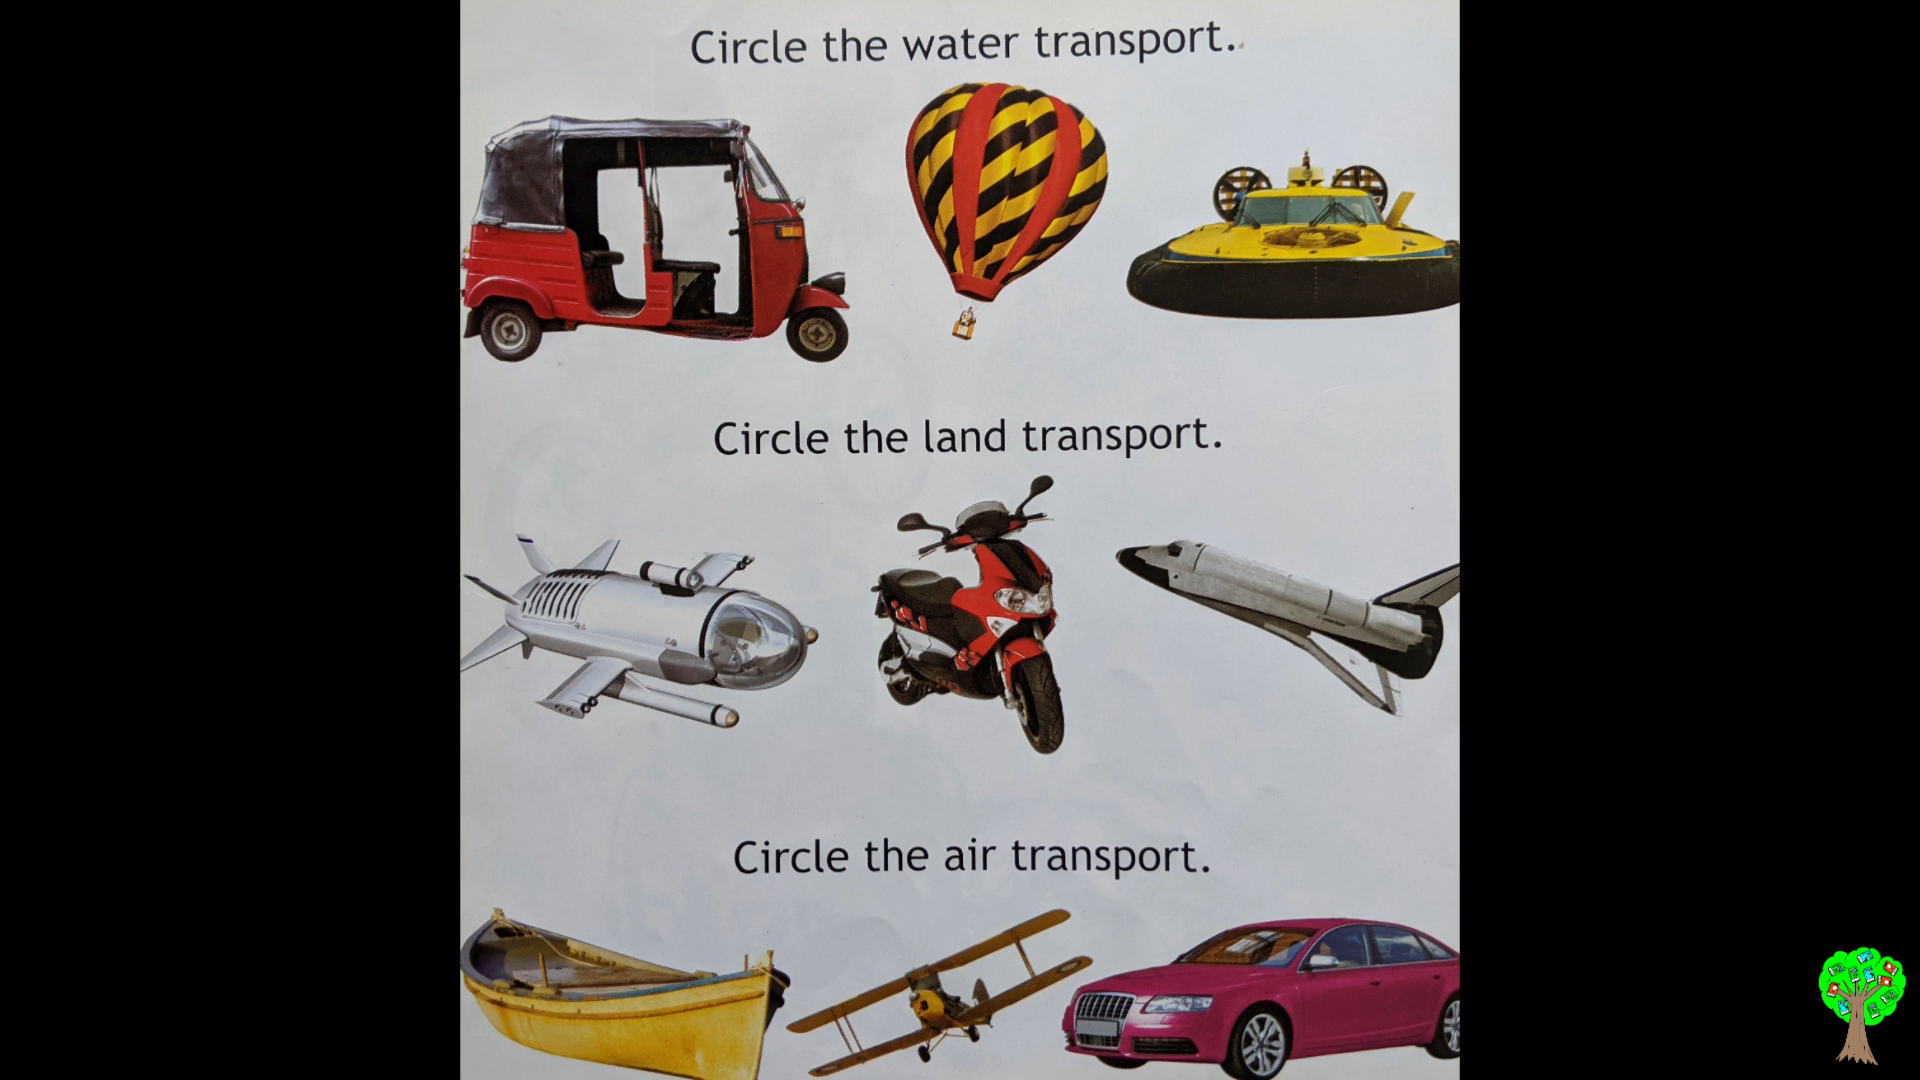 Circle the water transport.
Circle the land transport.
Circle the air transport.